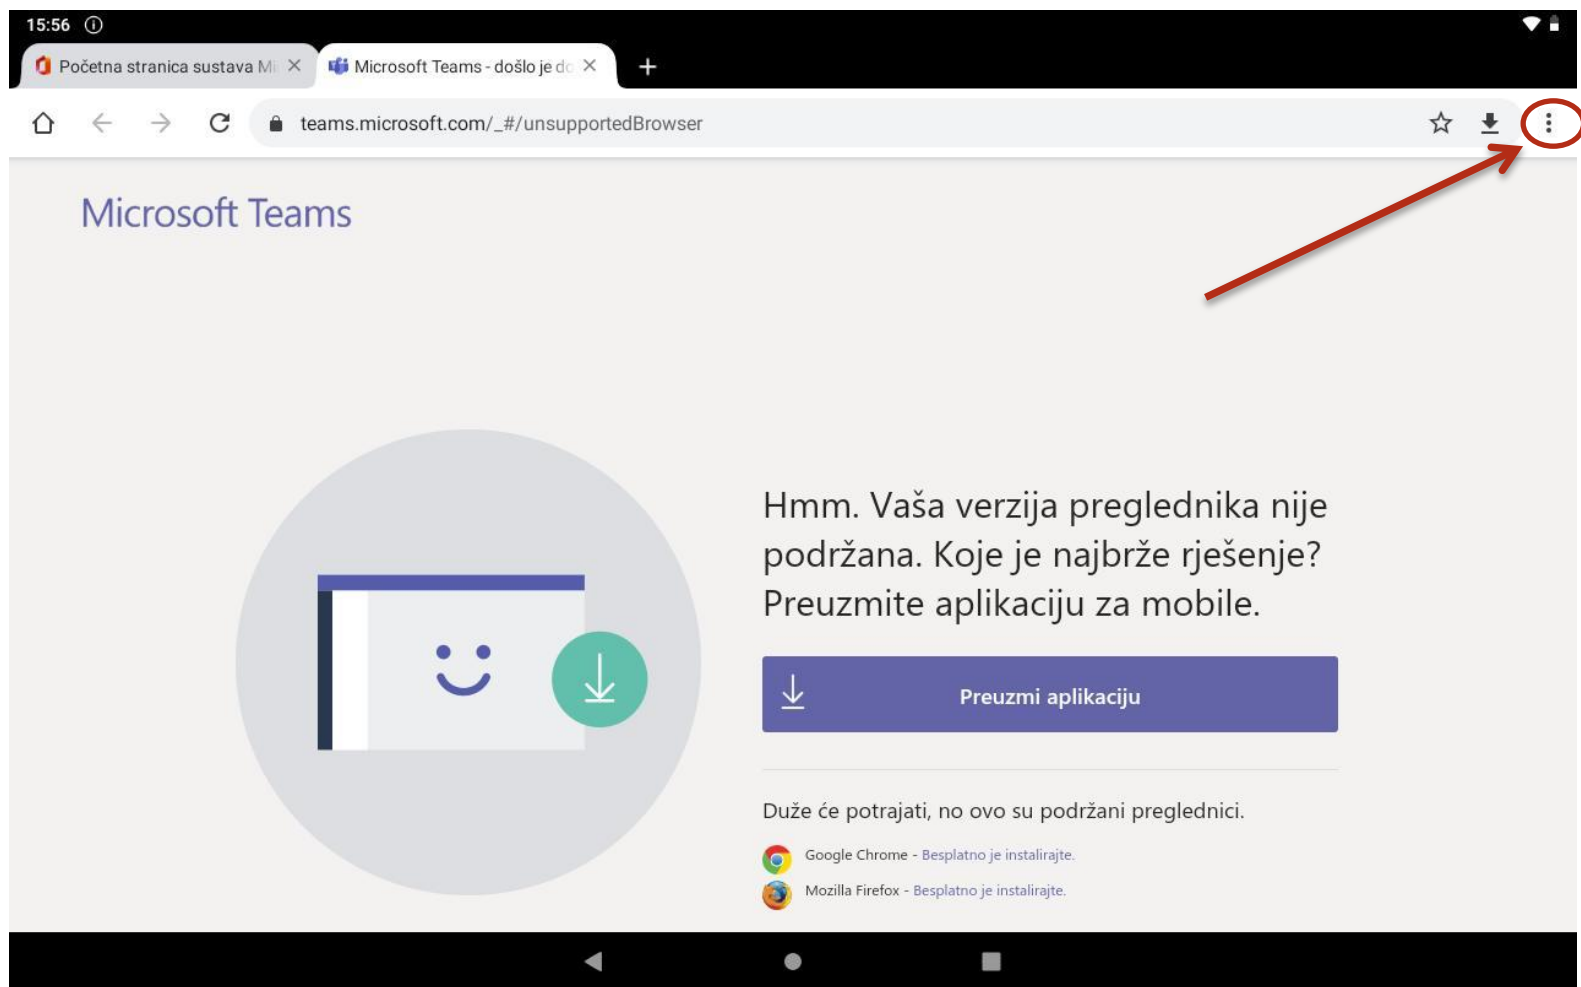 15:56
Početna stranica sustava Mi
Microsoft Teams - došlo je do
teams.microsoft.com/_#/unsupportedBrowser
Microsoft Teams
Hmm. Vaša verzija preglednika nije
podržana. Koje je najbrže rješenje?
Preuzmite aplikaciju za mobile.
Preuzmi aplikaciju
Duže će potrajati, no ovo su podržani preglednici.
Google Chrome - Besplatno je instalirajte.
Mozilla Firefox - Besplatno je instalirajte.